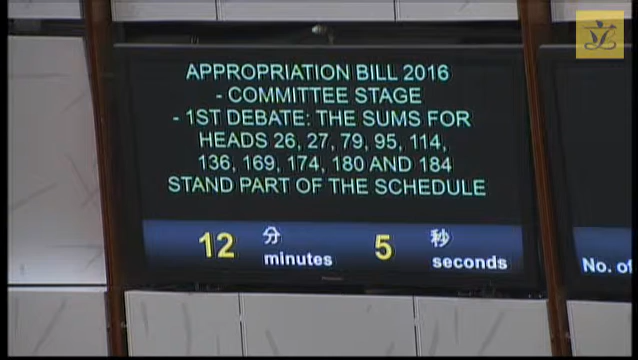 APPROPRIATION BILL 2016
- COMMITTEE STAGE
- 1ST DEBATE: THE SUMS FOR
HEADS 26, 27, 79, 95, 114,
136, 169, 174, 180 AND 184
STAND PART OF THE SCHEDULE
12 分 minutes 5 秒 seconds
No. of